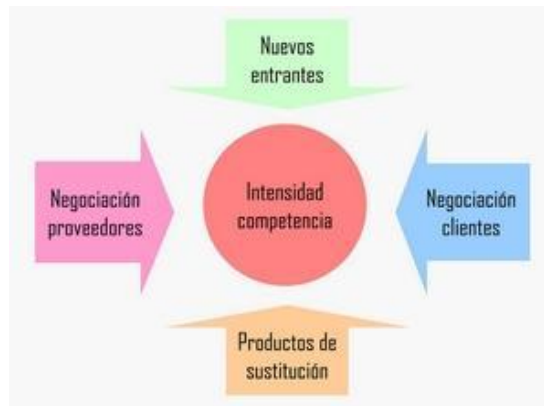 Nuevos
entrantes
Negociación
proveedores
Intensidad
competencia
Negociación
clientes
Productos de
sustitución